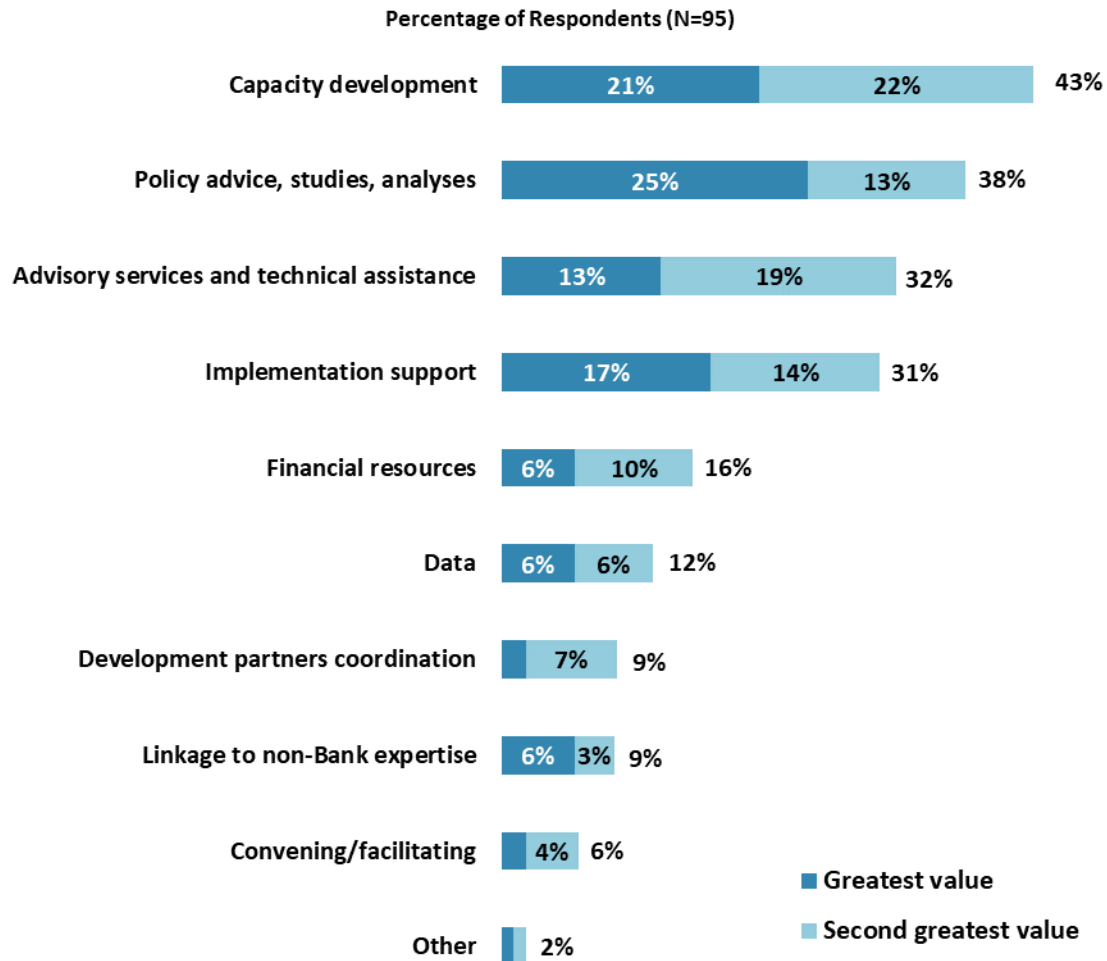 Percentage of Respondents (N=95)
Capacity development 21% 22% 43%
Policy advice, studies, analyses 25% 13% 38%
Advisory services and technical assistance 13% 19% 32%
Implementation support 17% 14% 31%
Financial resources 6% 10% 16%
Data 6% 6% 12%
Development partners coordination 7% 9%
Linkage to non-Bank expertise 6% 3% 9%
Convening/facilitating 4% 6%
Greatest value
Second greatest value
Other 2%